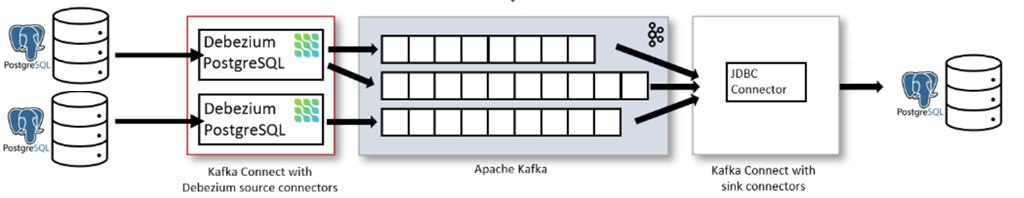 PostgreSQL
PostgreSQL
Debezium
PostgreSQL
Debezium
PostgreSQL
Kafka Connect with
Debezium source connectors
Apache Kafka
JDBC
Connector
Kafka Connect with
sink connectors
PostgreSQL